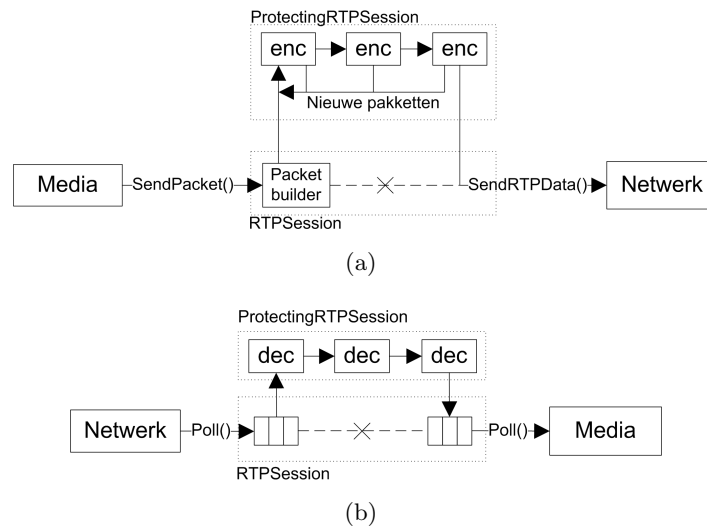 ProtectingRTPSession
enc enc enc
Nieuwe pakketten
Media SendPacket() Packet builder SendRTPData() Netwerk
RTPSession
(a)
ProtectingRTPSession
dec dec dec
Netwerk Poll() Poll() Media
RTPSession
(b)